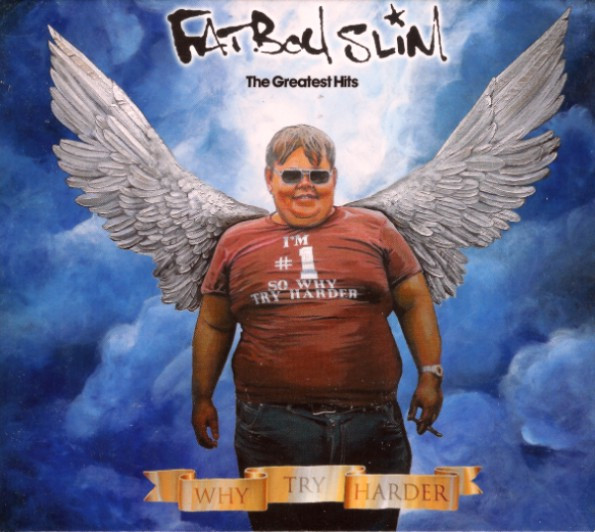 FATBOY SLIM
The Greatest Hits
I'M
#1
SO WHY
TRY HARDER
WHY TRY HARDER